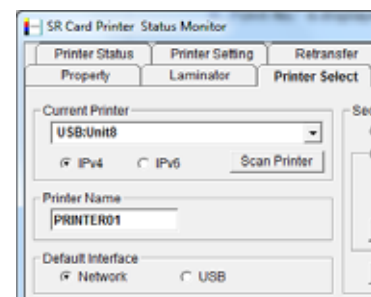 SR Card Printer Status Monitor
Printer Status Printer Setting Retransfer
Property Laminator Printer Select
Current Printer
USB:Unit8
IPv4 IPv6 Scan Printer
Printer Name
PRINTER01
Default Interface
Network USB